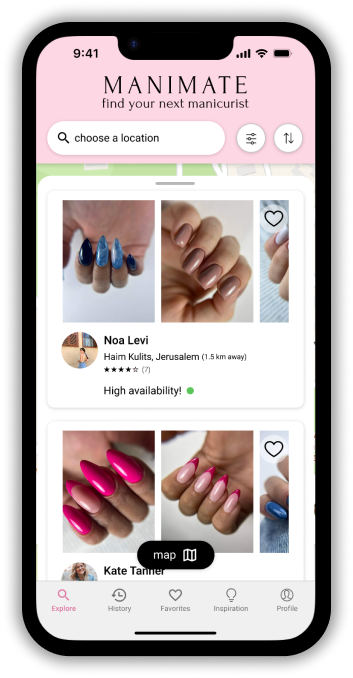 9:41
MANIMATE
find your next manicurist
choose a location
Noa Levi
Haim Kulits, Jerusalem (1.5 km away)
★★★★☆ (7)
High availability!
map
Kate Tanner
Explore History Favorites Inspiration Profile